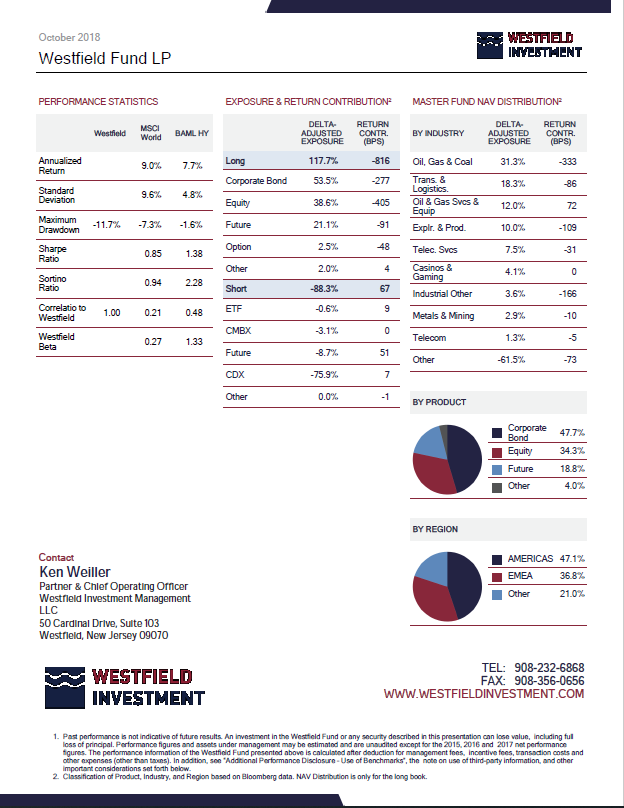 October 2018
Westfield Fund LP
WESTFIELD
INVESTMENT
PERFORMANCE STATISTICS
Westfield MSCI World BAML HY
Annualized Return 9.0% 7.7%
Standard Deviation 9.6% 4.8%
Maximum Drawdown -11.7% -7.3% -1.6%
Sharpe Ratio 0.85 1.38
Sortino Ratio 0.94 2.28
Correlatio to Westfield 1.00 0.21 0.48
Westfield Beta 0.27 1.33
EXPOSURE & RETURN CONTRIBUTION²
DELTA-ADJUSTED EXPOSURE RETURN CONTR. (BPS)
Long 117.7% -816
Corporate Bond 53.5% -277
Equity 38.6% -405
Future 21.1% -91
Option 2.5% -48
Other 2.0% 4
Short -88.3% 67
ETF -0.6% 9
CMBX -3.1% 0
Future -8.7% 51
CDX -75.9% 7
Other 0.0% -1
MASTER FUND NAV DISTRIBUTION²
BY INDUSTRY DELTA-ADJUSTED EXPOSURE RETURN CONTR. (BPS)
Oil, Gas & Coal 31.3% -333
Trans. & Logistics. 18.3% -86
Oil & Gas Svcs & Equip 12.0% 72
Explr. & Prod. 10.0% -109
Telec. Svcs 7.5% -31
Casinos & Gaming 4.1% 0
Industrial Other 3.6% -166
Metals & Mining 2.9% -10
Telecom 1.3% -5
Other -61.5% -73
BY PRODUCT
Corporate Bond 47.7%
Equity 34.3%
Future 18.8%
Other 4.0%
BY REGION
AMERICAS 47.1%
EMEA 36.8%
Other 21.0%
Contact
Ken Weiller
Partner & Chief Operating Officer
Westfield Investment Management
LLC
50 Cardinal Drive, Suite 103
Westfield, New Jersey 09070
WESTFIELD
INVESTMENT
TEL: 908-232-6868
FAX: 908-356-0656
WWW.WESTFIELDINVESTMENT.COM
1. Past performance is not indicative of future results. An investment in the Westfield Fund or any security described in this presentation can lose value, including full
loss of principal. Performance figures and assets under management may be estimated and are unaudited except for the 2015, 2016 and 2017 net performance
figures. The performance information of the Westfield Fund presented above is calculated after deduction for management fees, incentive fees, transaction costs and
other expenses (other than taxes). In addition, see "Additional Performance Disclosure - Use of Benchmarks", the note on use of third-party information, and other
important considerations set forth below.
2. Classification of Product, Industry, and Region based on Bloomberg data. NAV Distribution is only for the long book.